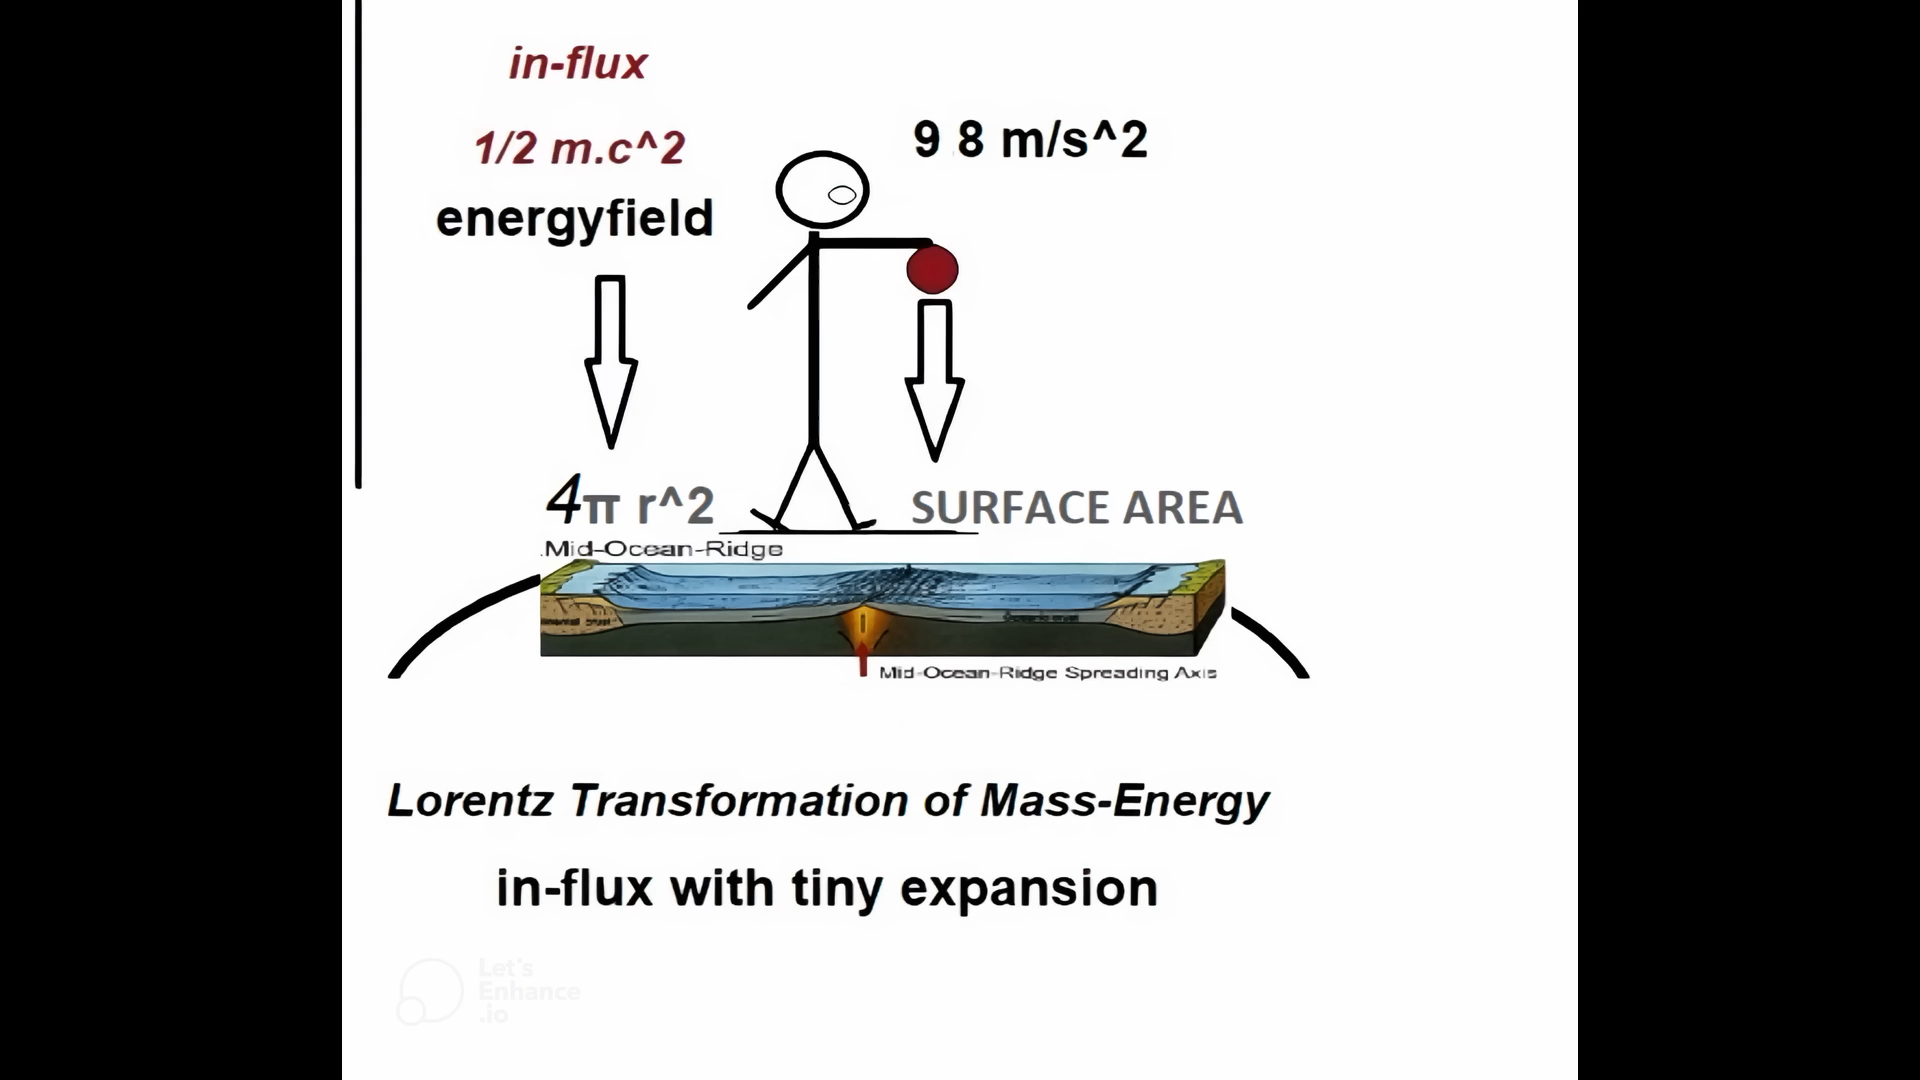 in-flux
1/2 m.c^2
9 8 m/s^2
energyfield
4π r^2
SURFACE AREA
.Mid-Ocean-Ridge
Mid-Ocean-Ridge Spreading Axis
Lorentz Transformation of Mass-Energy
in-flux with tiny expansion
Let's
Enhance
.io